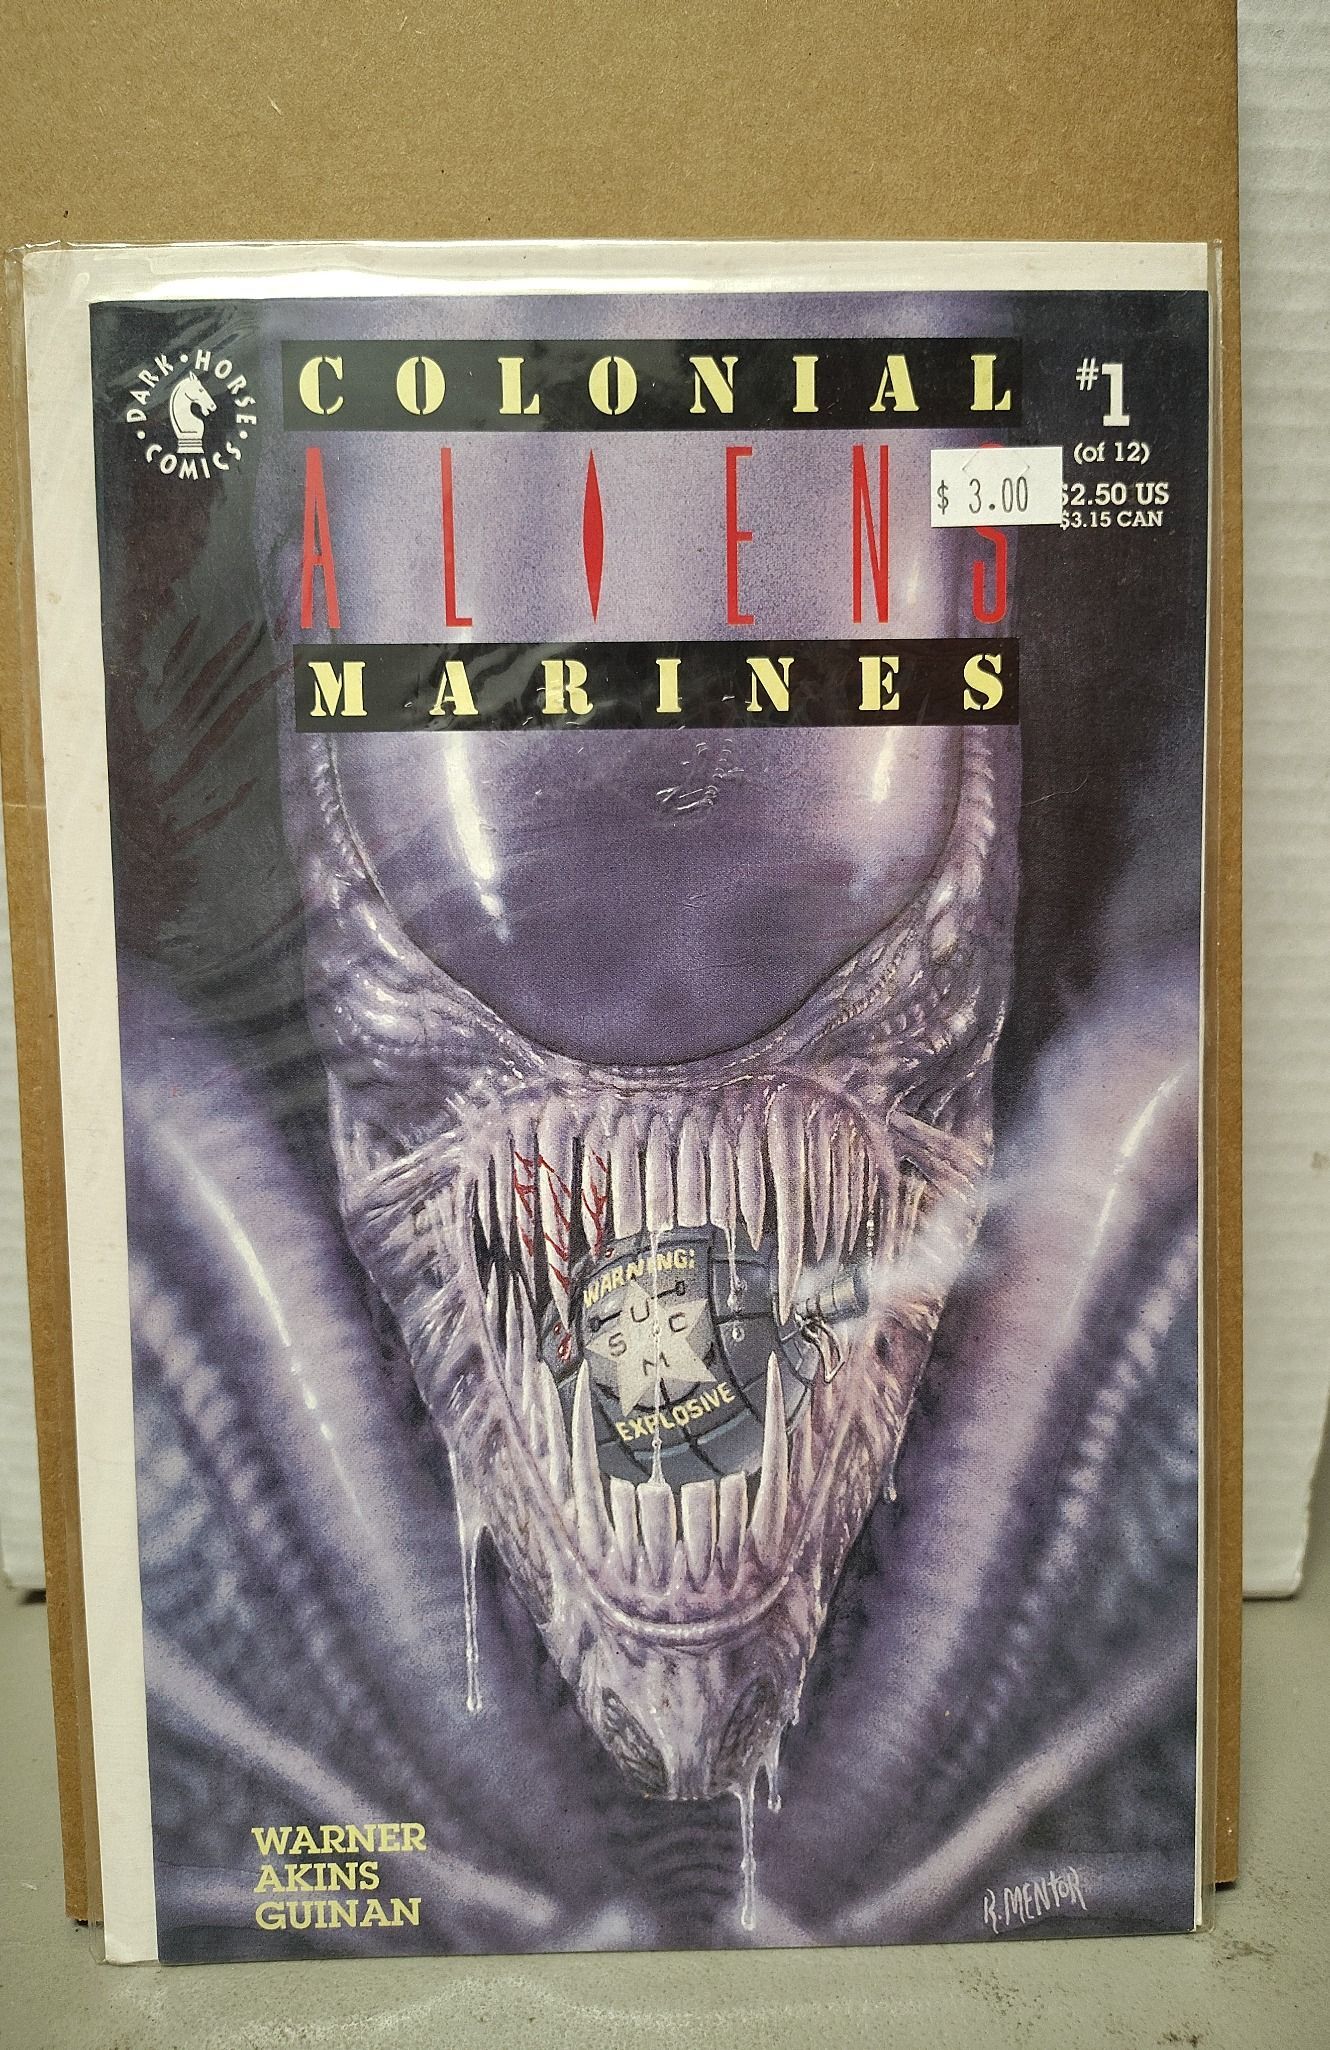 DARK • HORSE • COMICS •
COLONIAL
ALIENS
MARINES
#1
(of 12)
$ 3.00
$2.50 US
$3.15 CAN
WARNING:
U
S C
M
EXPLOSIVE
WARNER
AKINS
GUINAN
R. MENTOR